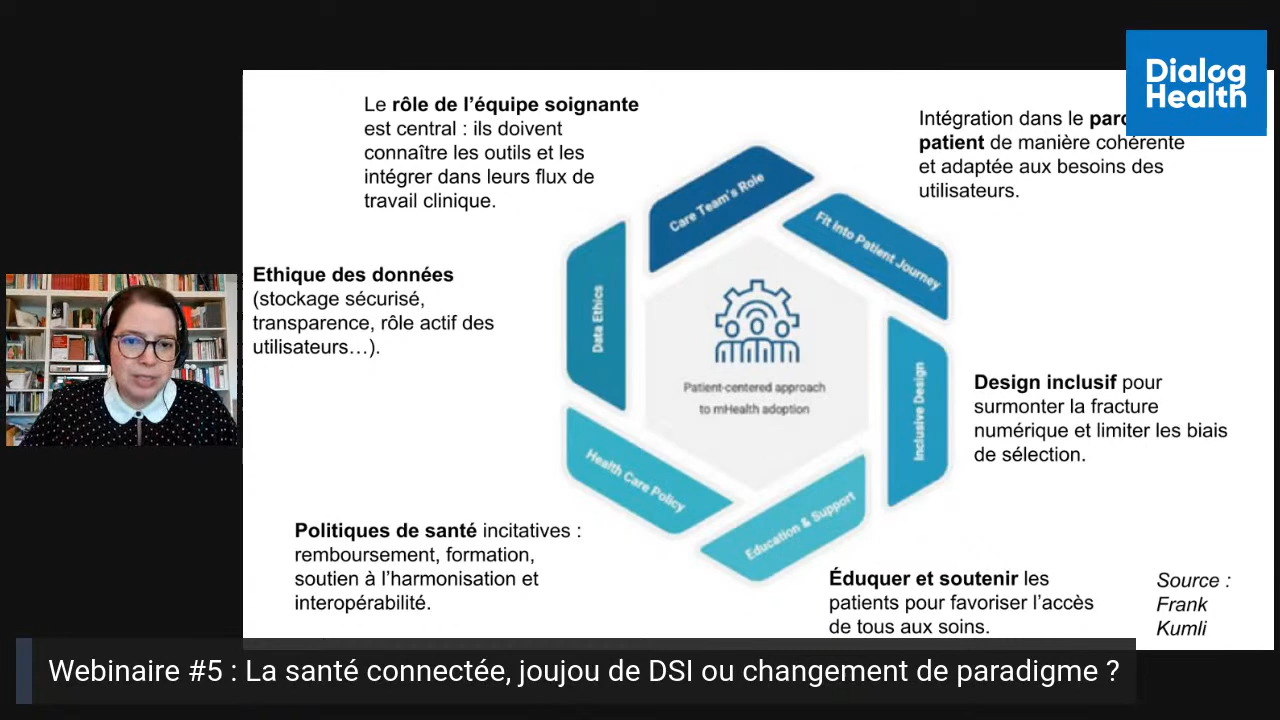 Dialog
Health
Le rôle de l’équipe soignante
est central : ils doivent
connaître les outils et les
intégrer dans leurs flux de
travail clinique.
Intégration dans le
patient de manière cohérente
et adaptée aux besoins des
utilisateurs.
Care Team's Role
Fit Into Patient Journey
Ethique des données
(stockage sécurisé,
transparence, rôle actif des
utilisateurs…).
Data Ethics
Patient-centered approach
to mHealth adoption
Inclusive Design
Design inclusif pour
surmonter la fracture
numérique et limiter les biais
de sélection.
Health Care Policy
Education & Support
Politiques de santé incitatives :
remboursement, formation,
soutien à l’harmonisation et
interopérabilité.
Éduquer et soutenir les
patients pour favoriser l’accès
de tous aux soins.
Source :
Frank
Kumli
Webinaire #5 : La santé connectée, joujou de DSI ou changement de paradigme ?